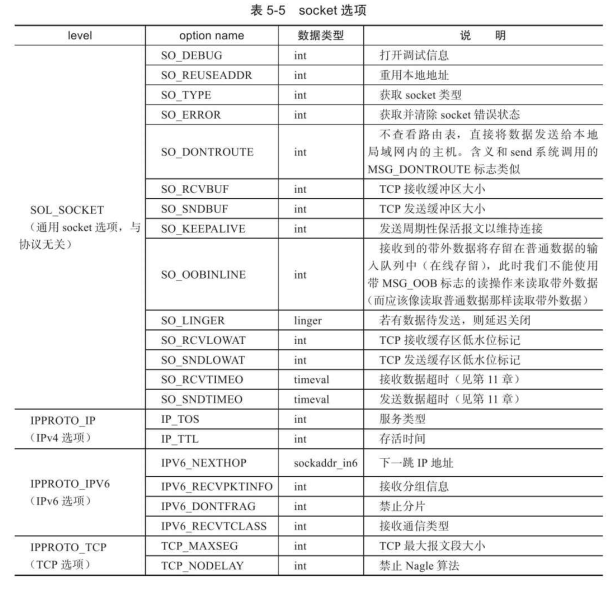 表 5-5 socket 选项
level option name 数据类型 说 明
SO_DEBUG int 打开调试信息
SO_REUSEADDR int 重用本地地址
SO_TYPE int 获取 socket 类型
SO_ERROR int 获取并清除 socket 错误状态
不查看路由表，直接将数据发送给本地
SO_DONTROUTE int 局域网内的主机。含义和 send 系统调用的
MSG_DONTROUTE 标志类似
SO_RCVBUF int TCP 接收缓冲区大小
SOL_SOCKET SO_SNDBUF int TCP 发送缓冲区大小
（通用 socket 选项，与 SO_KEEPALIVE int 发送周期性保活报文以维持连接
协议无关）
接收到的带外数据将存留在普通数据的输
SO_OOBINLINE int 入队列中（在线存留），此时我们不能使用
带 MSG_OOB 标志的读操作来读取带外数据
（而应该像读取普通数据那样读取带外数据）
SO_LINGER linger 若有数据待发送，则延迟关闭
SO_RCVLOWAT int TCP 接收缓存区低水位标记
SO_SNDLOWAT int TCP 发送缓存区低水位标记
SO_RCVTIMEO timeval 接收数据超时（见第 11 章）
SO_SNDTIMEO timeval 发送数据超时（见第 11 章）
IPPROTO_IP IP_TOS int 服务类型
（IPv4 选项） IP_TTL int 存活时间
IPV6_NEXTHOP sockaddr_in6 下一跳 IP 地址
IPPROTO_IPV6 IPV6_RECVPKTINFO int 接收分组信息
（IPv6 选项） IPV6_DONTFRAG int 禁止分片
IPV6_RECVTCLASS int 接收通信类型
IPPROTO_TCP TCP_MAXSEG int TCP 最大报文段大小
（TCP 选项） TCP_NODELAY int 禁止 Nagle 算法